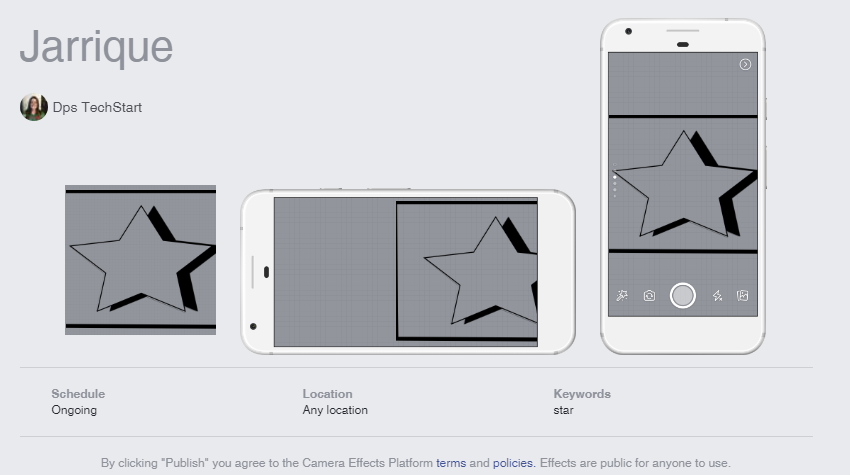 Jarrique
Dps TechStart
Schedule
Ongoing
Location
Any location
Keywords
star
By clicking "Publish" you agree to the Camera Effects Platform terms and policies. Effects are public for anyone to use.